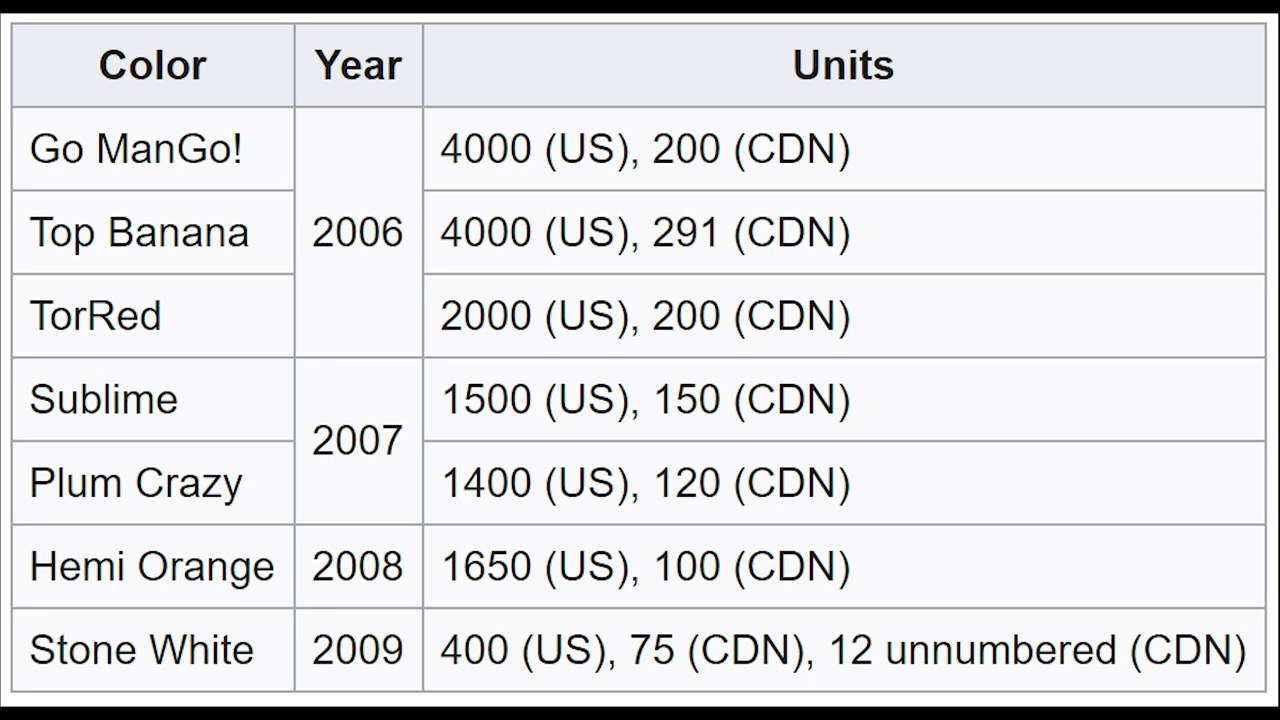 Color Year Units
Go ManGo! 2006 4000 (US), 200 (CDN)
Top Banana 4000 (US), 291 (CDN)
TorRed 2000 (US), 200 (CDN)
Sublime 2007 1500 (US), 150 (CDN)
Plum Crazy 1400 (US), 120 (CDN)
Hemi Orange 2008 1650 (US), 100 (CDN)
Stone White 2009 400 (US), 75 (CDN), 12 unnumbered (CDN)